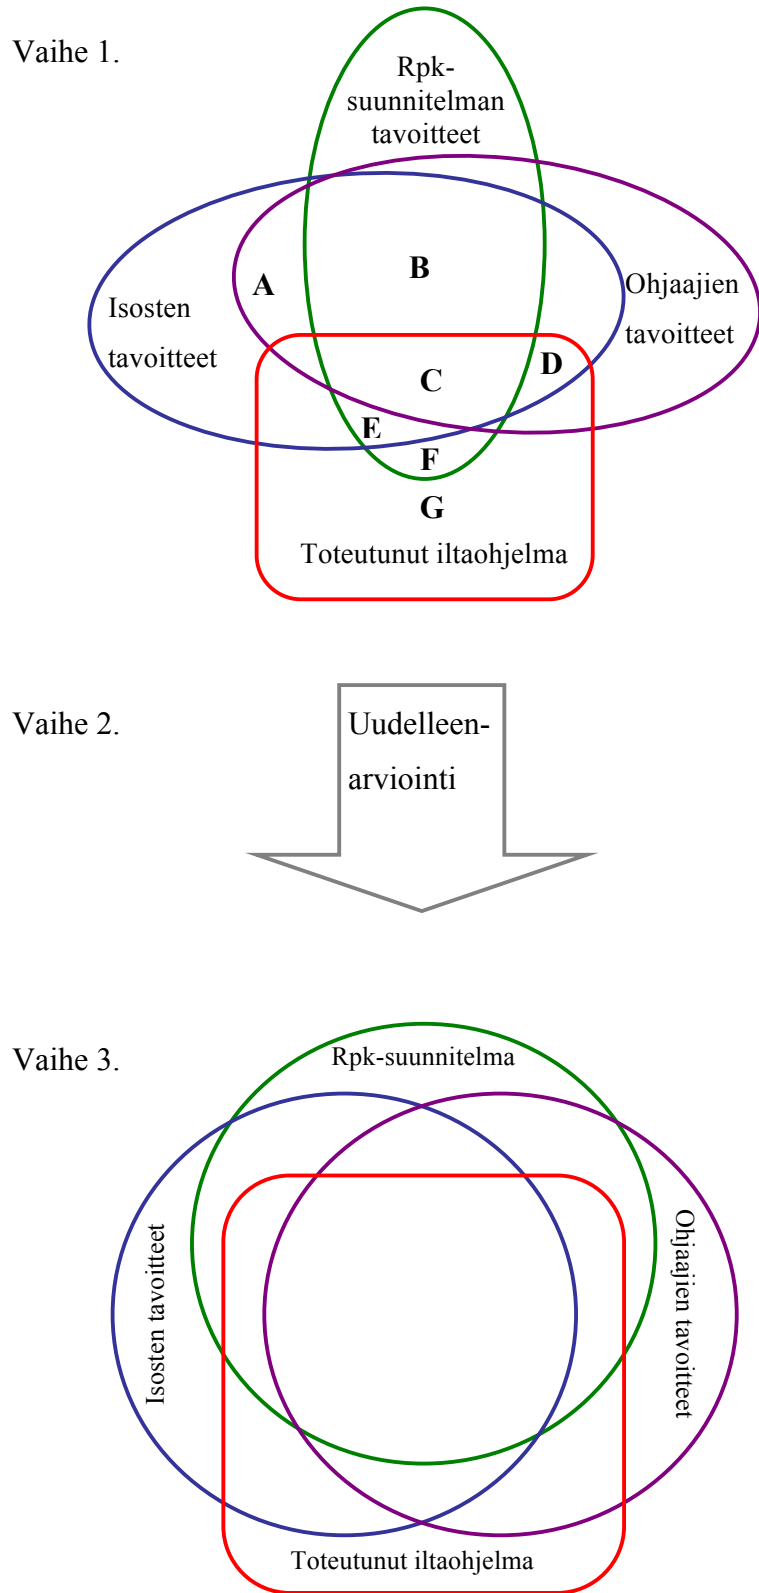 Vaihe 1.
Rpk-
suunnitelman
tavoitteet
A
B
Isosten
tavoitteet
Ohjaajien
tavoitteet
C
D
E
F
G
Toteutunut iltaohjelma
Vaihe 2.
Uudelleen-
arviointi
Vaihe 3.
Rpk-suunnitelma
Isosten tavoitteet
Ohjaajien tavoitteet
Toteutunut iltaohjelma